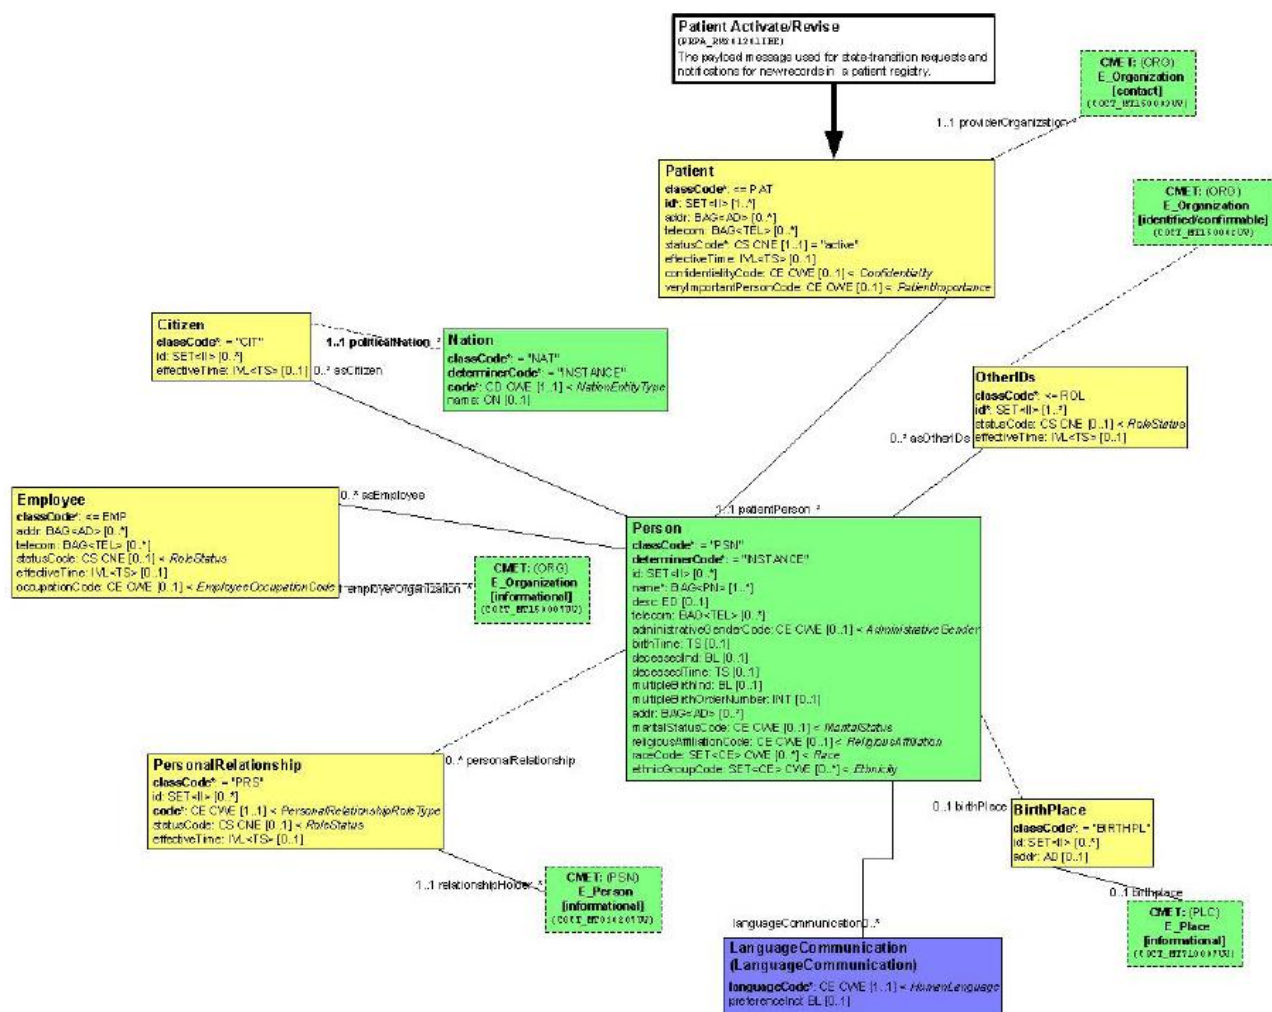 Patient Activate/Revise
The payload message used for state-transition requests and
notifications for new records in a patient registry.
CMET: (ORG)
E_Organization
[contact]
1..1 providerOrganization
Patient
classCode*: <= PAT
id*: SET<II> [1..*]
addr: BAG<AD> [0..*]
telecom: BAG<TEL> [0..*]
statusCode*: CS CNE [1..1] = "active"
effectiveTime: IVL<TS> [0..1]
confidentialityCode: CE CWE [0..1] < Confidentiality
veryImportantPersonCode: CE CWE [0..1] < PatientImportance
CMET: (ORG)
E_Organization
[identified/confirmable]
Citizen
classCode*: = "CIT"
id: SET<II> [0..*]
effectiveTime: IVL<TS> [0..1]
0..* asCitizen
1..1 politicalNation *
Nation
classCode*: = "NAT"
determinerCode*: = "INSTANCE"
code*: CD CWE [1..1] < NationEntityType
name: ON [0..1]
OtherIDs
classCode*: <= ROL
id*: SET<II> [1..*]
statusCode: CS CNE [0..1] < RoleStatus
effectiveTime: IVL<TS> [0..1]
0..* asOtherIDs
Employee
classCode*: <= EMP
addr: BAG<AD> [0..*]
telecom: BAG<TEL> [0..*]
statusCode: CS CNE [0..1] < RoleStatus
effectiveTime: IVL<TS> [0..1]
occupationCode: CE CWE [0..1] < EmployeeOccupationCode
0..* asEmployee
employerOrganization *
CMET: (ORG)
E_Organization
[informational]
1..1 patientPerson *
Person
classCode*: = "PSN"
determinerCode*: = "INSTANCE"
id: SET<II> [0..*]
name*: BAG<PN> [1..*]
desc: ED [0..1]
telecom: BAG<TEL> [0..*]
administrativeGenderCode: CE CWE [0..1] < AdministrativeGender
birthTime: TS [0..1]
deceasedInd: BL [0..1]
deceasedTime: TS [0..1]
multipleBirthInd: BL [0..1]
multipleBirthOrderNumber: INT [0..1]
addr: BAG<AD> [0..*]
maritalStatusCode: CE CWE [0..1] < MaritalStatus
religiousAffiliationCode: CE CWE [0..1] < ReligiousAffiliation
raceCode: SET<CE> CWE [0..*] < Race
ethnicGroupCode: SET<CE> CWE [0..*] < Ethnicity
PersonalRelationship
classCode*: = "PRS"
id: SET<II> [0..*]
code*: CE CWE [1..1] < PersonalRelationshipRoleType
statusCode: CS CNE [0..1] < RoleStatus
effectiveTime: IVL<TS> [0..1]
0..* personalRelationship
1..1 relationshipHolder *
CMET: (PSN)
E_Person
[informational]
0..1 birthPlace
BirthPlace
classCode*: = "BIRTHPL"
id: SET<II> [0..*]
addr: AD [0..1]
0..1 birthplace
CMET: (PLC)
E_Place
[informational]
languageCommunication 0..*
LanguageCommunication
(LanguageCommunication)
languageCode*: CE CWE [1..1] < HumanLanguage
preferenceInd: BL [0..1]